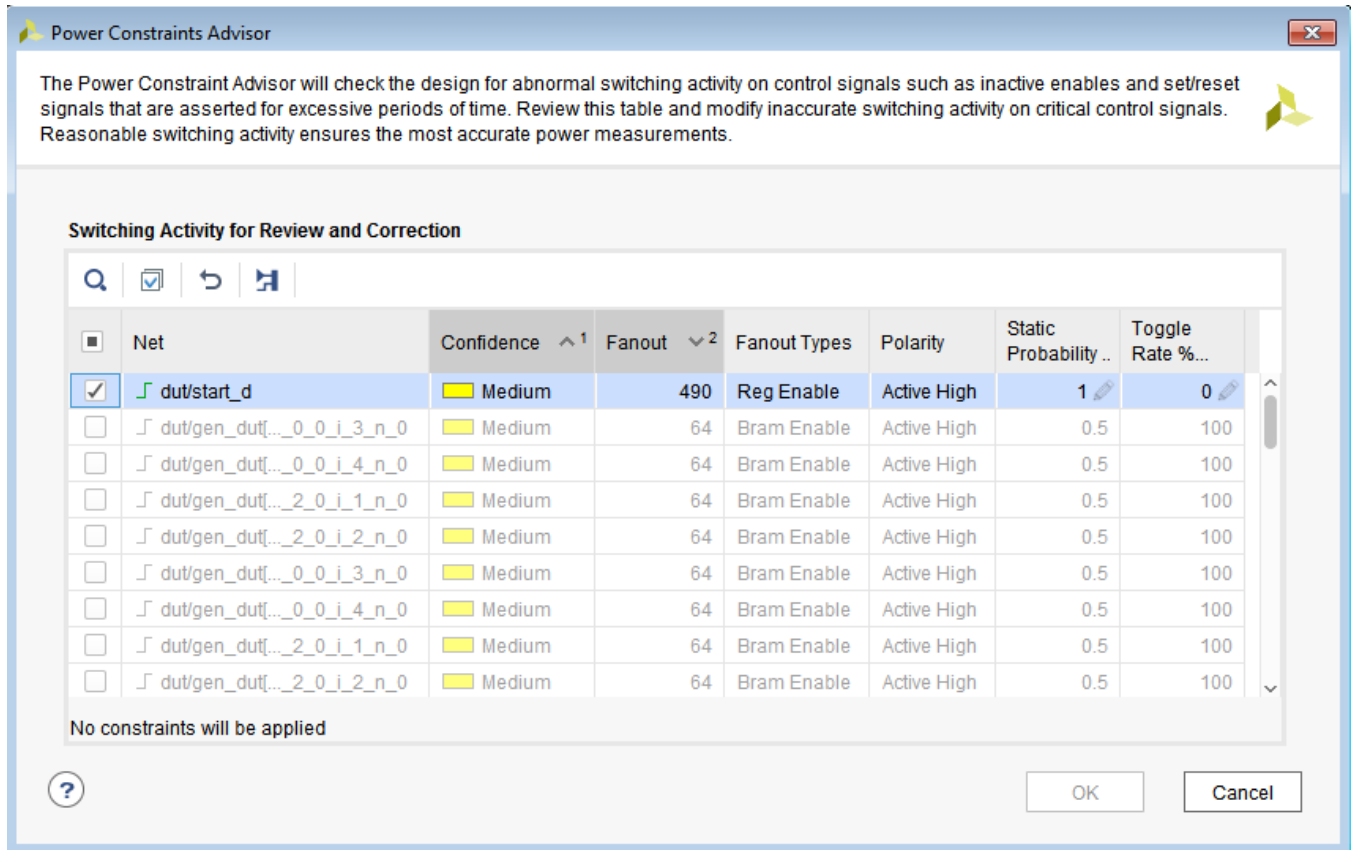 Power Constraints Advisor
The Power Constraint Advisor will check the design for abnormal switching activity on control signals such as inactive enables and set/reset
signals that are asserted for excessive periods of time. Review this table and modify inaccurate switching activity on critical control signals.
Reasonable switching activity ensures the most accurate power measurements.
Switching Activity for Review and Correction
Net Confidence 1 Fanout 2 Fanout Types Polarity Static Probability .. Toggle Rate %...
dut/start_d Medium 490 Reg Enable Active High 1 0
dut/gen_dut[..._0_0_i_3_n_0 Medium 64 Bram Enable Active High 0.5 100
dut/gen_dut[..._0_0_i_4_n_0 Medium 64 Bram Enable Active High 0.5 100
dut/gen_dut[..._2_0_i_1_n_0 Medium 64 Bram Enable Active High 0.5 100
dut/gen_dut[..._2_0_i_2_n_0 Medium 64 Bram Enable Active High 0.5 100
dut/gen_dut[..._0_0_i_3_n_0 Medium 64 Bram Enable Active High 0.5 100
dut/gen_dut[..._0_0_i_4_n_0 Medium 64 Bram Enable Active High 0.5 100
dut/gen_dut[..._2_0_i_1_n_0 Medium 64 Bram Enable Active High 0.5 100
dut/gen_dut[..._2_0_i_2_n_0 Medium 64 Bram Enable Active High 0.5 100
No constraints will be applied
? OK Cancel